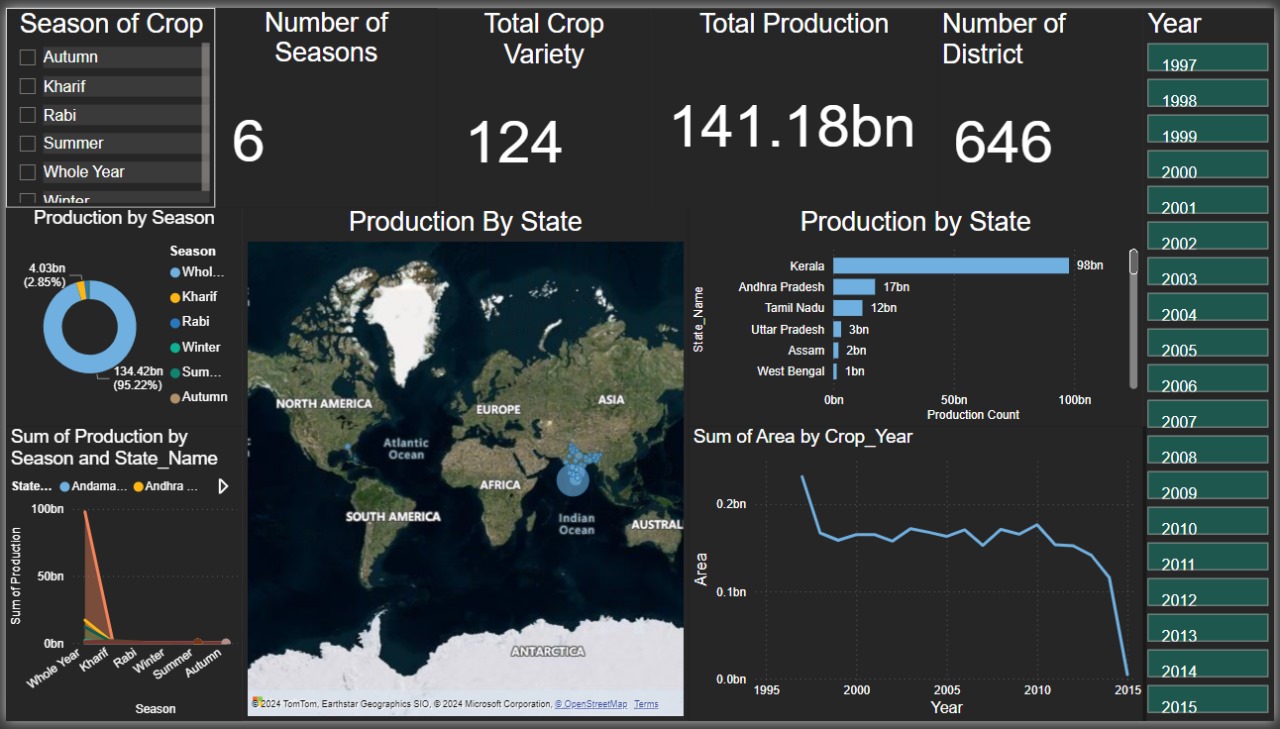 Season of Crop
Autumn
Kharif
Rabi
Summer
Whole Year
Winter
Number of
Seasons
6
Total Crop
Variety
124
Total Production
141.18bn
Number of
District
646
Year
1997
1998
1999
2000
2001
2002
2003
2004
2005
2006
2007
2008
2009
2010
2011
2012
2013
2014
2015
Production by Season
4.03bn
(2.85%)
134.42bn
(95.22%)
Season
Whol...
Kharif
Rabi
Winter
Sum...
Autumn
Production By State
NORTH AMERICA
EUROPE
ASIA
Atlantic
Ocean
AFRICA
SOUTH AMERICA
Indian
Ocean
AUSTRAL
ANTARCTICA
© 2024 TomTom, Earthstar Geographics SIO, © 2024 Microsoft Corporation, © OpenStreetMap Terms
Production by State
State_Name
Kerala 98bn
Andhra Pradesh 17bn
Tamil Nadu 12bn
Uttar Pradesh 3bn
Assam 2bn
West Bengal 1bn
0bn 50bn 100bn
Production Count
Sum of Production by
Season and State_Name
State... Andama... Andhra ...
Sum of Production
100bn
50bn
0bn
Whole Year Kharif Rabi Winter Summer Autumn
Season
Sum of Area by Crop_Year
Area
0.2bn
0.1bn
0.0bn
1995 2000 2005 2010 2015
Year